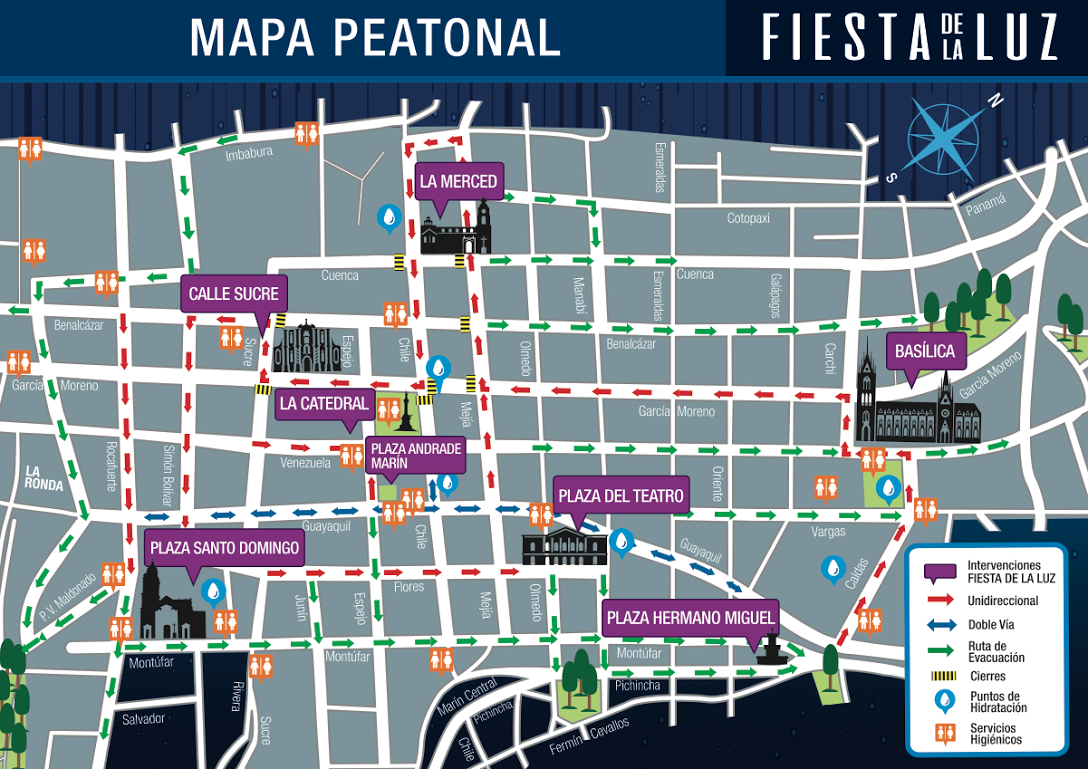 MAPA PEATONAL
FIESTA DE LA LUZ
N
S
Imbabura
LA MERCED
Esmeraldas
Panamá
Cotopaxi
Cuenca
Cuenca
CALLE SUCRE
Manabí
Esmeraldas
Galápagos
Benalcázar
Sucre
Espejo
Chile
Olmedo
Benalcázar
Carchi
BASÍLICA
García Moreno
García Moreno
LA CATEDRAL
Mejía
García Moreno
PLAZA ANDRADE
MARÍN
Venezuela
Rocafuerte
Simón Bolívar
LA
RONDA
Oriente
PLAZA DEL TEATRO
Guayaquil
Chile
Vargas
PLAZA SANTO DOMINGO
Guayaquil
Caldas
P. V. Maldonado
Flores
Junín
Espejo
Mejía
Olmedo
PLAZA HERMANO MIGUEL
Montúfar
Montúfar
Montúfar
Pichincha
Marín Central
Pichincha
Rivera
Sucre
Salvador
Chile
Fermín Cevallos
Intervenciones
FIESTA DE LA LUZ
Unidireccional
Doble Vía
Ruta de
Evacuación
Cierres
Puntos de
Hidratación
Servicios
Higiénicos